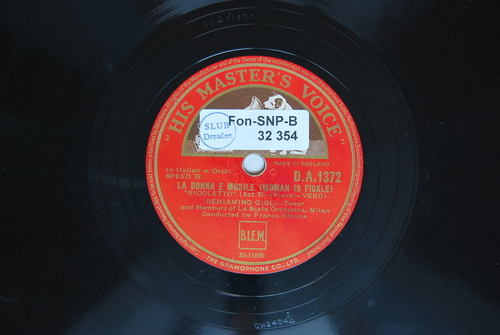 "HIS MASTER'S VOICE"
SLUB
Dresden
Fon-SNP-B
32 354
MADE IN ENGLAND
In Italian w. Orch.
SPEED 78
D.A.1372
LA DONNA E MOBILE (WOMAN IS FICKLE)
"RIGOLETTO" (Act 3)—(Piave)—VERDI
BENIAMINO GIGLI—Tenor
and Members of La Scala Orchestra, Milan
Conducted by Franco Ghione
B.I.E.M.
30-11890
THE GRAMOPHONE CO., LTD.